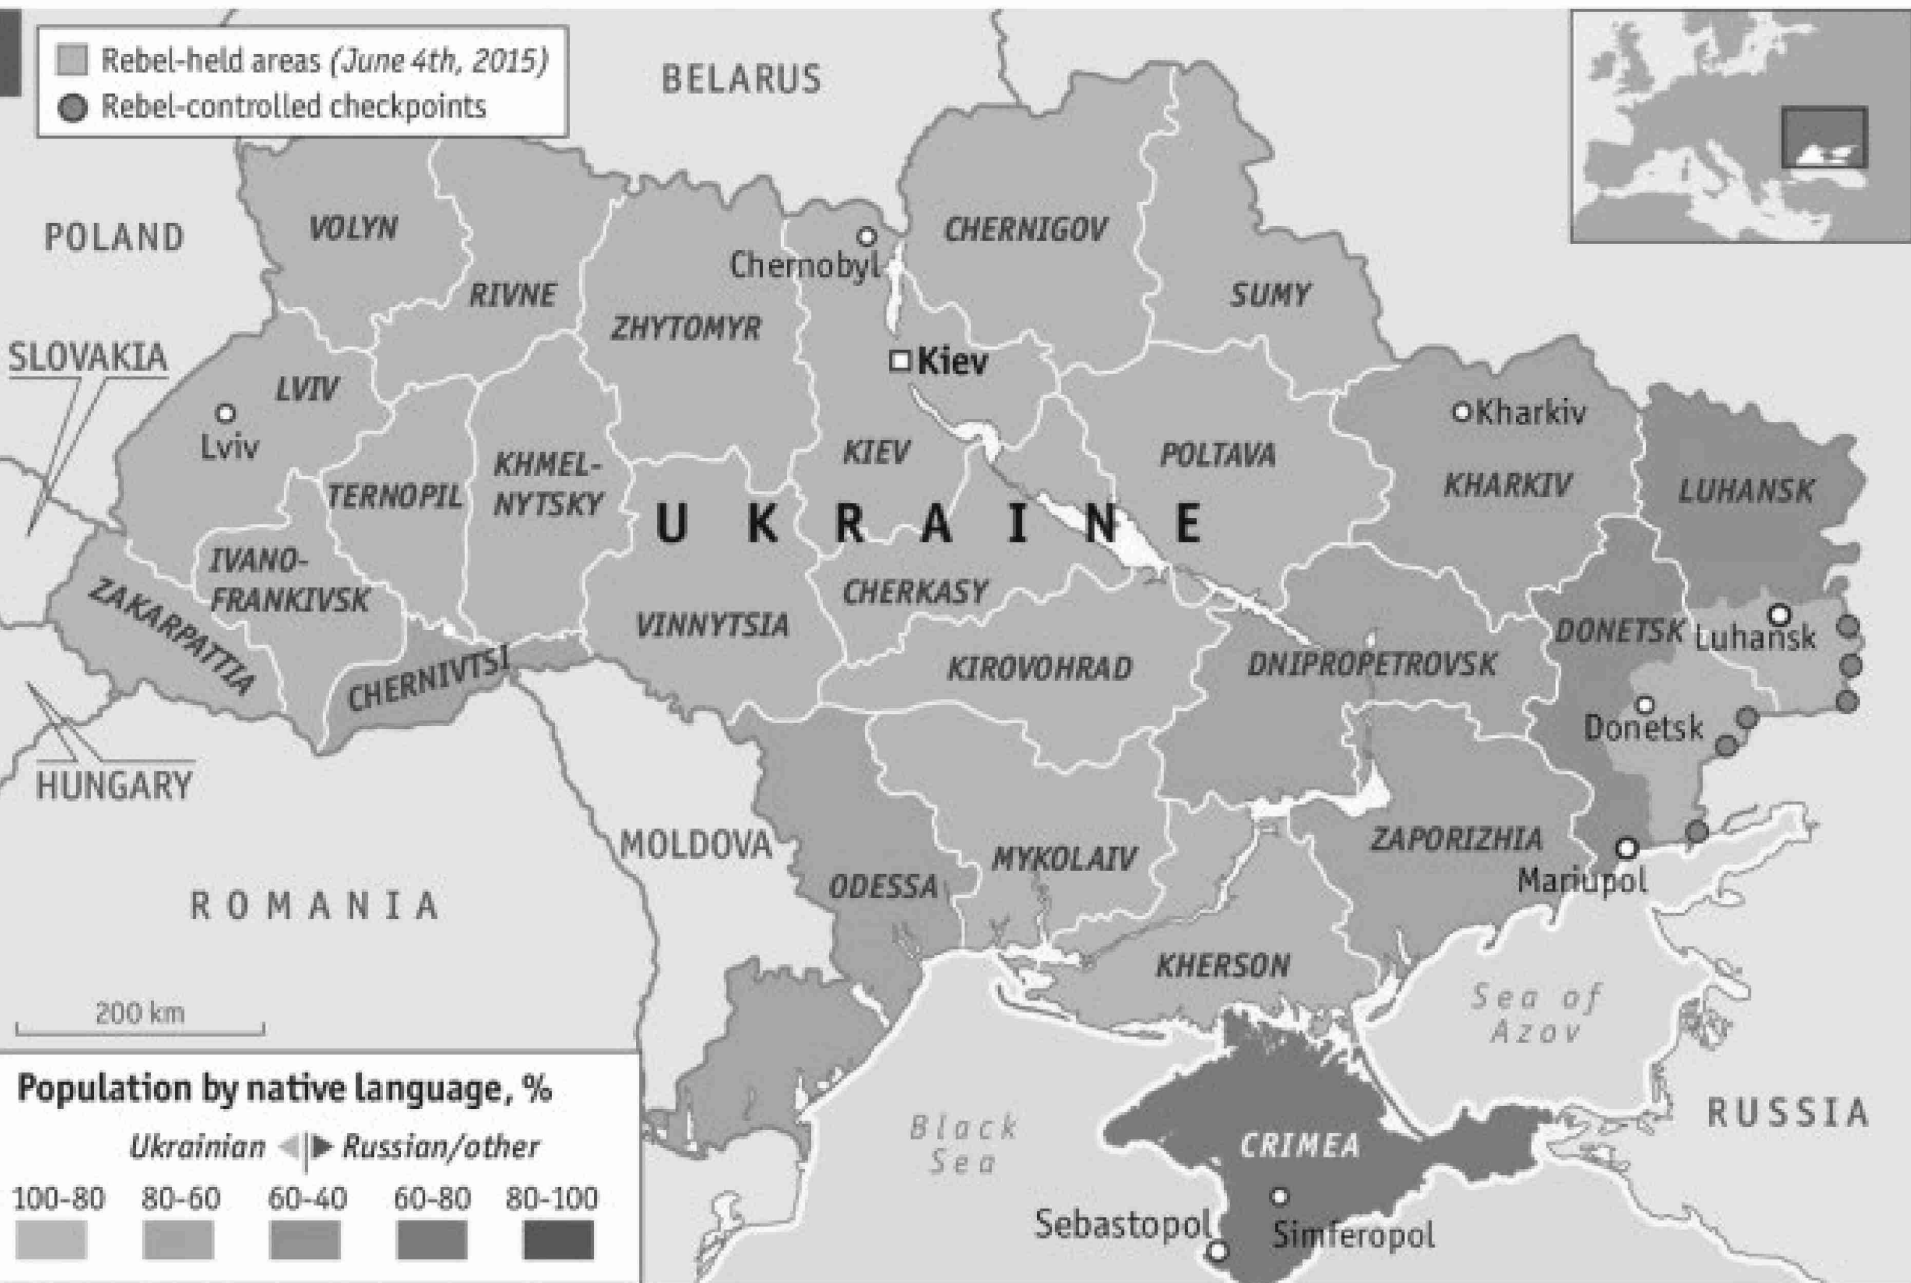 Rebel-held areas (June 4th, 2015)
Rebel-controlled checkpoints
BELARUS
POLAND
VOLYN
RIVNE
Chernobyl
CHERNIGOV
SUMY
ZHYTOMYR
SLOVAKIA
LVIV
Lviv
Kiev
Kharkiv
KIEV
POLTAVA
KHARKIV
LUHANSK
TERNOPIL
KHMEL-
NYTSKY
UKRAINE
IVANO-
FRANKIVSK
ZAKARPATTIA
CHERNIVTSI
VINNYTSIA
CHERKASY
KIROVOHRAD
DNIPROPETROVSK
DONETSK
Luhansk
Donetsk
HUNGARY
MOLDOVA
ROMANIA
ODESSA
MYKOLAIV
ZAPORIZHIA
Mariupol
KHERSON
Sea of
Azov
200 km
Black
Sea
CRIMEA
RUSSIA
Sebastopol
Simferopol
Population by native language, %
Ukrainian Russian/other
100-80 80-60 60-40 60-80 80-100